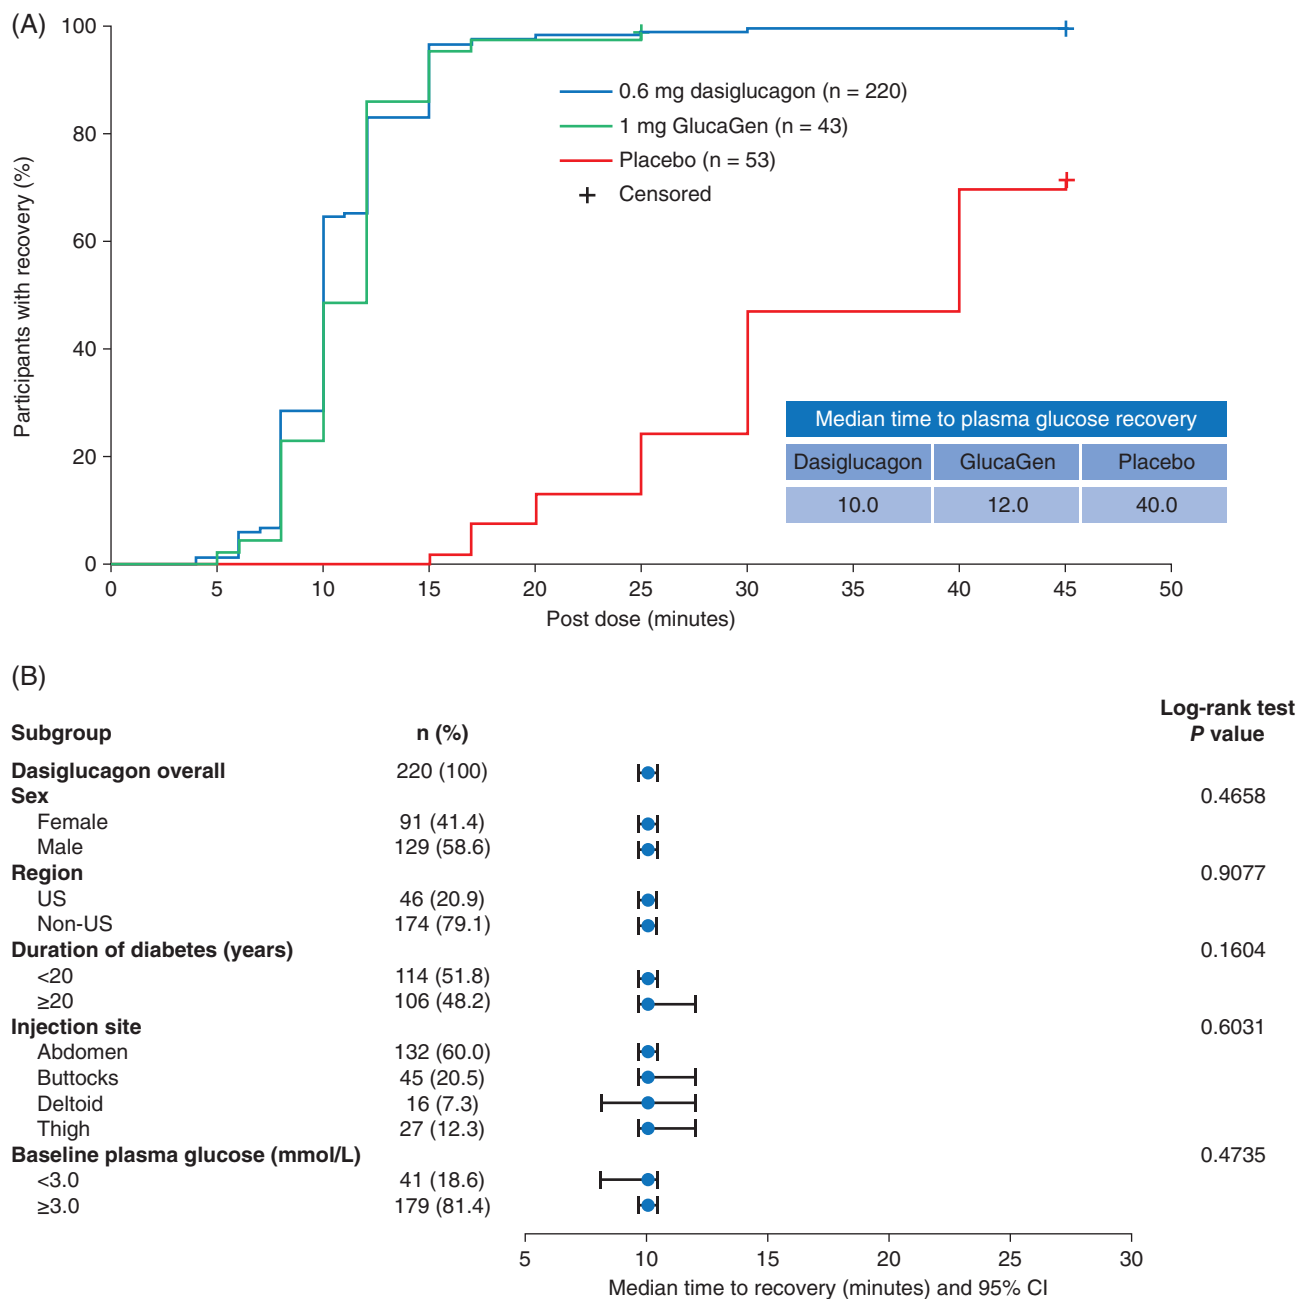 (A)
100
80
60
40
20
0
Participants with recovery (%)
0 5 10 15 20 25 30 35 40 45 50
Post dose (minutes)
0.6 mg dasiglucagon (n = 220)
1 mg GlucaGen (n = 43)
Placebo (n = 53)
+ Censored
Median time to plasma glucose recovery
Dasiglucagon GlucaGen Placebo
10.0 12.0 40.0
(B)
Subgroup n (%) Log-rank test P value
Dasiglucagon overall 220 (100)
Sex 0.4658
Female 91 (41.4)
Male 129 (58.6)
Region 0.9077
US 46 (20.9)
Non-US 174 (79.1)
Duration of diabetes (years) 0.1604
<20 114 (51.8)
≥20 106 (48.2)
Injection site 0.6031
Abdomen 132 (60.0)
Buttocks 45 (20.5)
Deltoid 16 (7.3)
Thigh 27 (12.3)
Baseline plasma glucose (mmol/L) 0.4735
<3.0 41 (18.6)
≥3.0 179 (81.4)
5 10 15 20 25 30
Median time to recovery (minutes) and 95% CI